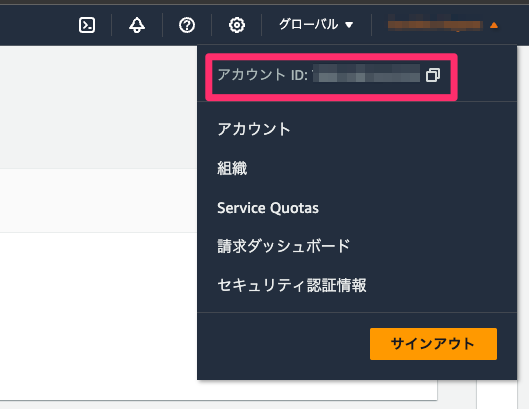 グローバル ▼
アカウント ID:
アカウント
組織
Service Quotas
請求ダッシュボード
セキュリティ認証情報
サインアウト